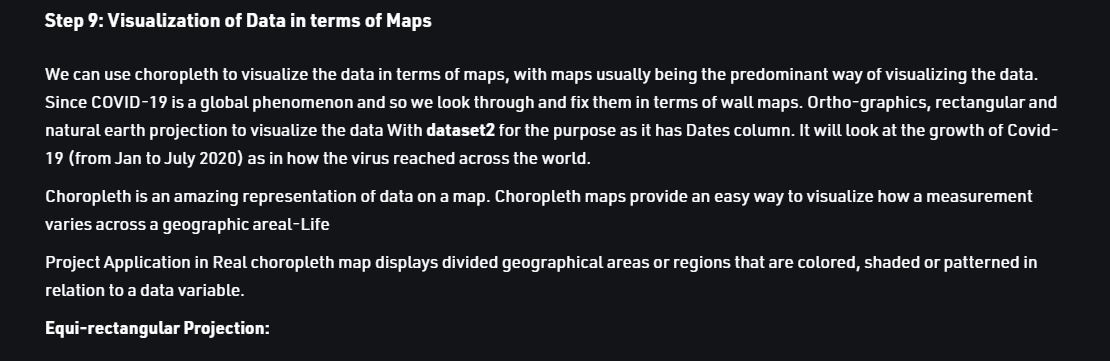 Step 9: Visualization of Data in terms of Maps
We can use choropleth to visualize the data in terms of maps, with maps usually being the predominant way of visualizing the data.
Since COVID-19 is a global phenomenon and so we look through and fix them in terms of wall maps. Ortho-graphics, rectangular and
natural earth projection to visualize the data With dataset2 for the purpose as it has Dates column. It will look at the growth of Covid-
19 (from Jan to July 2020) as in how the virus reached across the world.
Choropleth is an amazing representation of data on a map. Choropleth maps provide an easy way to visualize how a measurement
varies across a geographic areal-Life
Project Application in Real choropleth map displays divided geographical areas or regions that are colored, shaded or patterned in
relation to a data variable.
Equi-rectangular Projection: